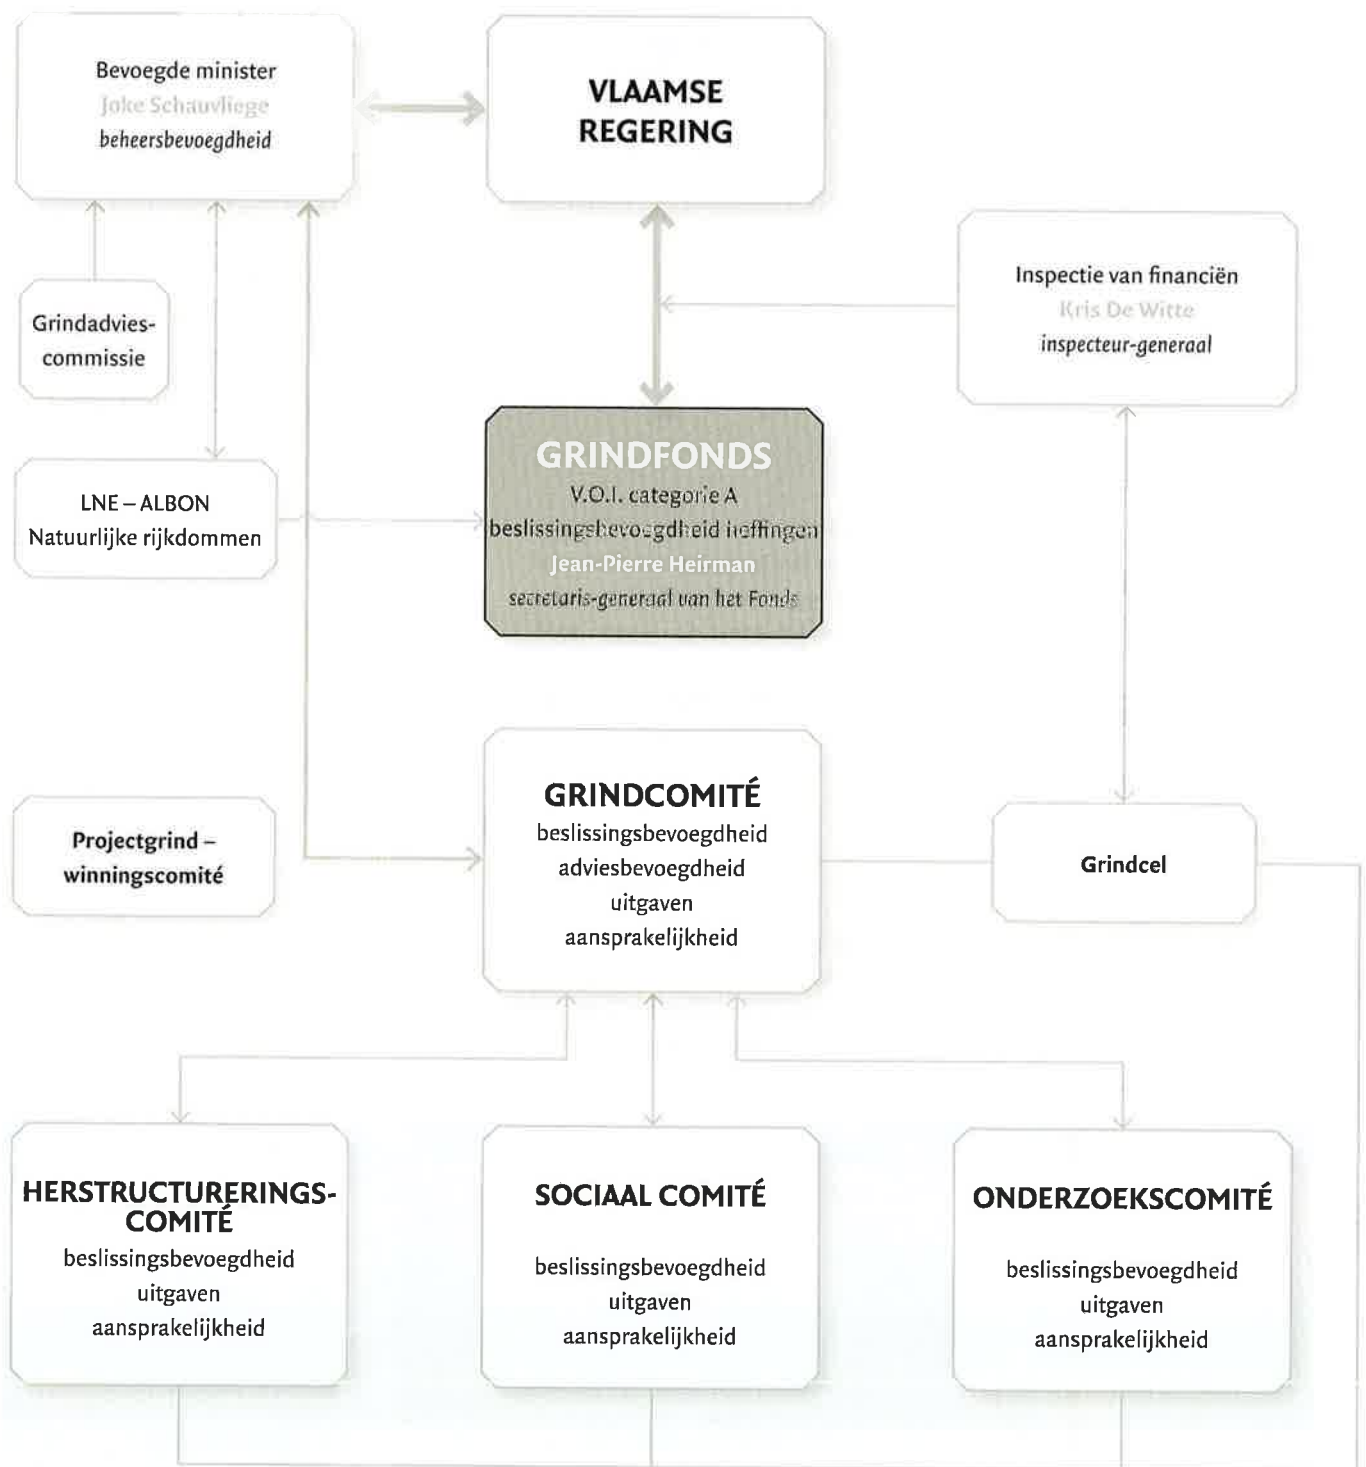 Bevoegde minister
Joke Schauvliege
beheersbevoegdheid
VLAAMSE
REGERING
Inspectie van financiën
Kris De Witte
inspecteur-generaal
Grindadvies-
commissie
GRINDFONDS
V.O.I. categorie A
beslissingsbevoegdheid heffingen
Jean-Pierre Heirman
secretaris-generaal van het Fonds
LNE – ALBON
Natuurlijke rijkdommen
GRINDCOMITÉ
beslissingsbevoegdheid
adviesbevoegdheid
uitgaven
aansprakelijkheid
Projectgrind –
winningscomité
Grindcel
HERSTRUCTURERINGS-
COMITÉ
beslissingsbevoegdheid
uitgaven
aansprakelijkheid
SOCIAAL COMITÉ
beslissingsbevoegdheid
uitgaven
aansprakelijkheid
ONDERZOEKSCOMITÉ
beslissingsbevoegdheid
uitgaven
aansprakelijkheid